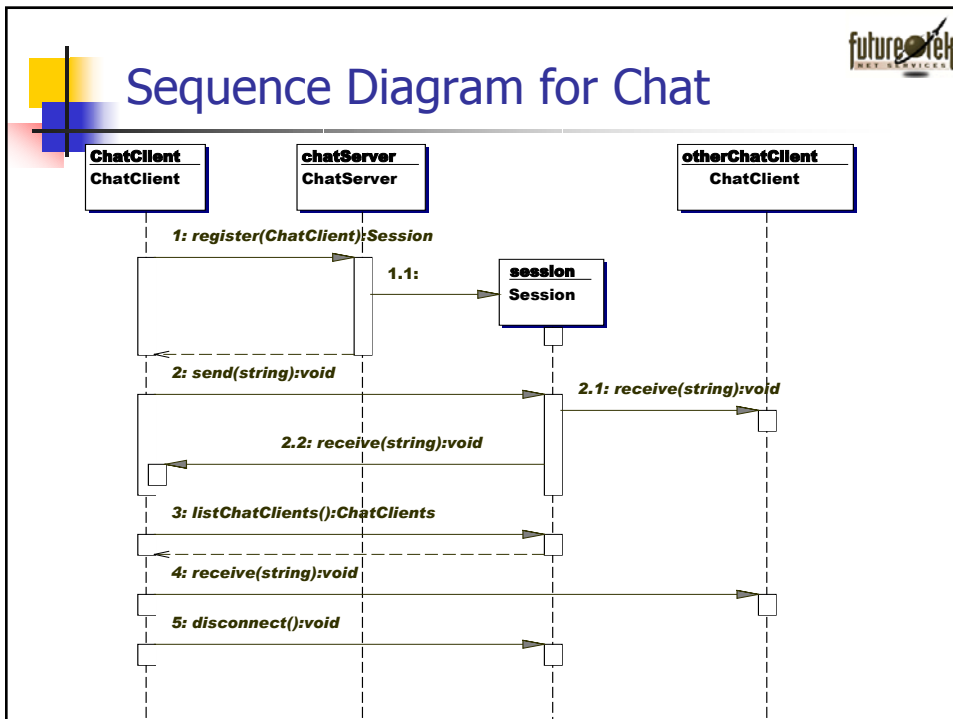 futureotek
NET SERVICES
Sequence Diagram for Chat
ChatClient
ChatClient
chatServer
ChatServer
otherChatClient
ChatClient
1: register(ChatClient):Session
1.1:
session
Session
2: send(string):void
2.1: receive(string):void
2.2: receive(string):void
3: listChatClients():ChatClients
4: receive(string):void
5: disconnect():void